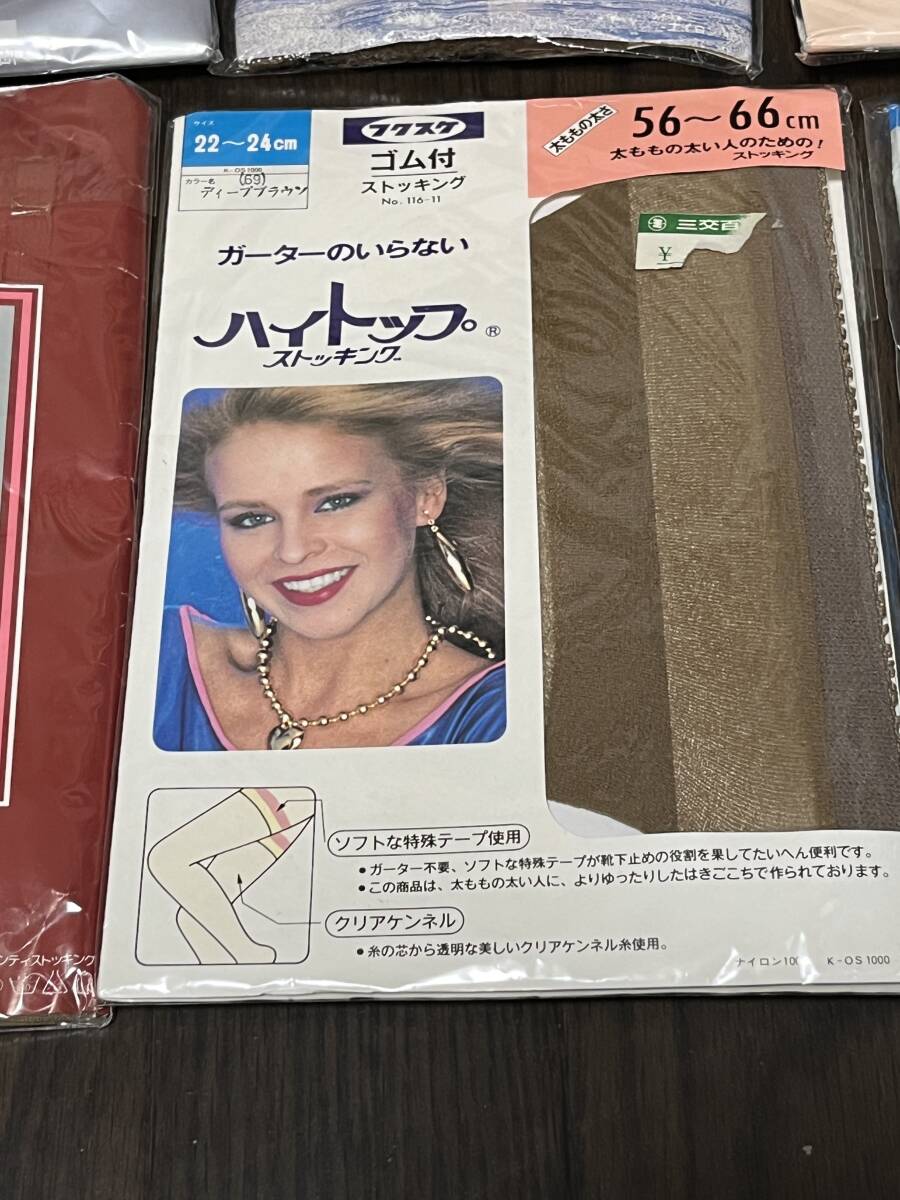 サイズ
22〜24cm
K-OS1000
カラー名 (69)
ディープブラウン
フクスケ
ゴム付
ストッキング
No. 116-11
太ももの太さ
56〜66cm
太ももの太い人のための!
ストッキング
三交百
¥
ガーターのいらない
ハイトップ®
ストッキング
ソフトな特殊テープ使用
●ガーター不要、ソフトな特殊テープが靴下止めの役割を果してたいへん便利です。
●この商品は、太ももの太い人に、よりゆったりしたはきごこちで作られております。
クリアケンネル
●糸の芯から透明な美しいクリアケンネル糸使用。
ナイロン100
K-OS1000
ンティストッキング